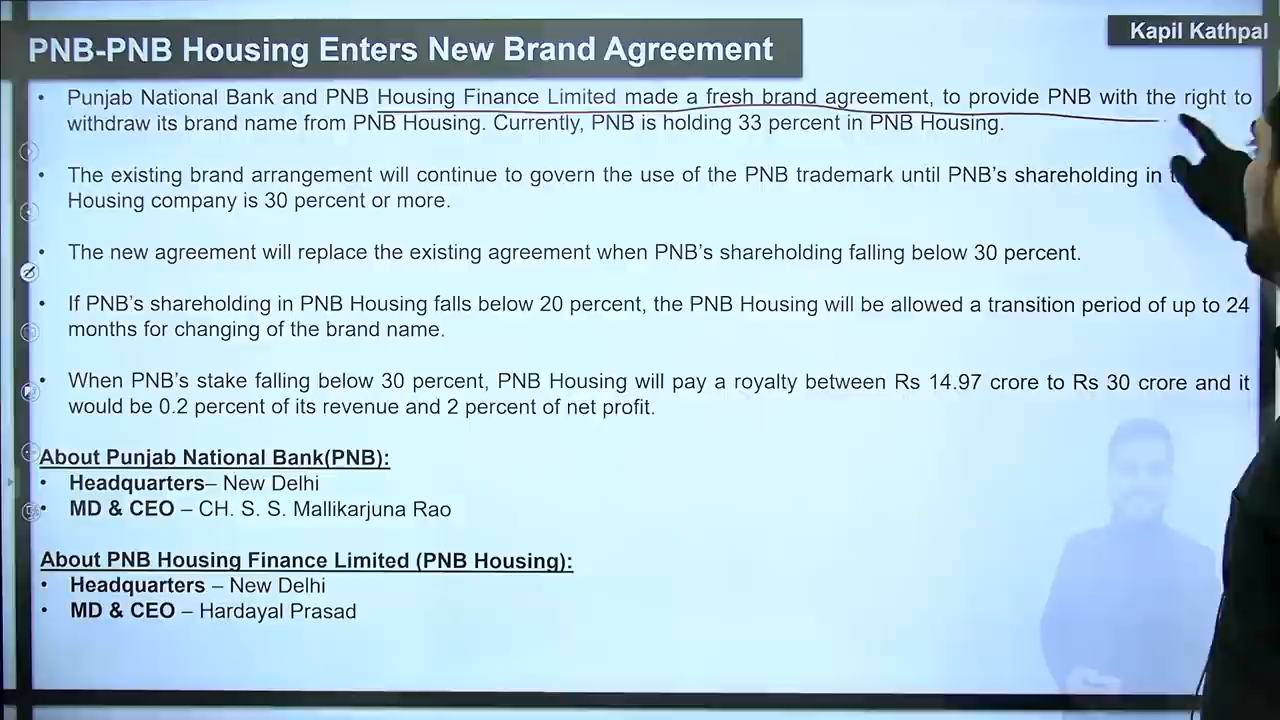 Kapil Kathpal
PNB-PNB Housing Enters New Brand Agreement
• Punjab National Bank and PNB Housing Finance Limited made a fresh brand agreement, to provide PNB with the right to
withdraw its brand name from PNB Housing. Currently, PNB is holding 33 percent in PNB Housing.
• The existing brand arrangement will continue to govern the use of the PNB trademark until PNB's shareholding in
Housing company is 30 percent or more.
• The new agreement will replace the existing agreement when PNB's shareholding falling below 30 percent.
• If PNB's shareholding in PNB Housing falls below 20 percent, the PNB Housing will be allowed a transition period of up to 24
months for changing of the brand name.
• When PNB's stake falling below 30 percent, PNB Housing will pay a royalty between Rs 14.97 crore to Rs 30 crore and it
would be 0.2 percent of its revenue and 2 percent of net profit.
About Punjab National Bank(PNB):
• Headquarters– New Delhi
• MD & CEO – CH. S. S. Mallikarjuna Rao
About PNB Housing Finance Limited (PNB Housing):
• Headquarters – New Delhi
• MD & CEO – Hardayal Prasad